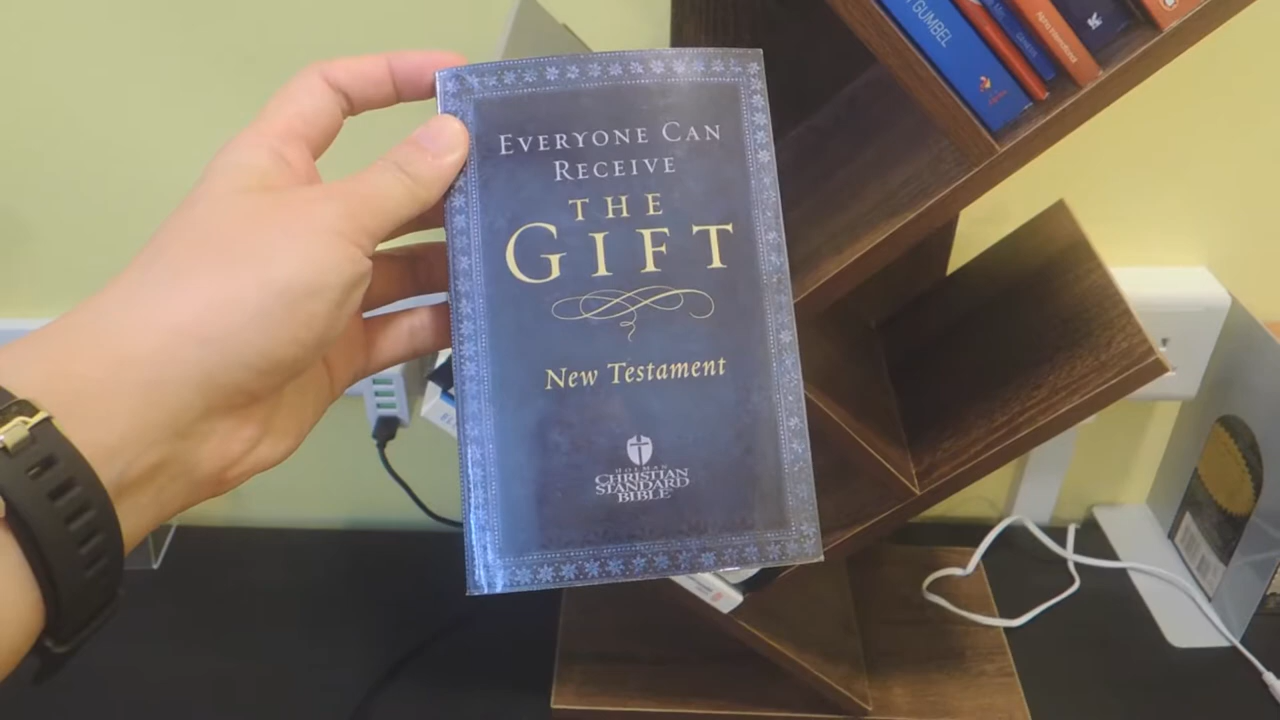 EVERYONE CAN
RECEIVE
THE
GIFT
New Testament
HOLMAN
CHRISTIAN
STANDARD
BIBLE
GUMBEL